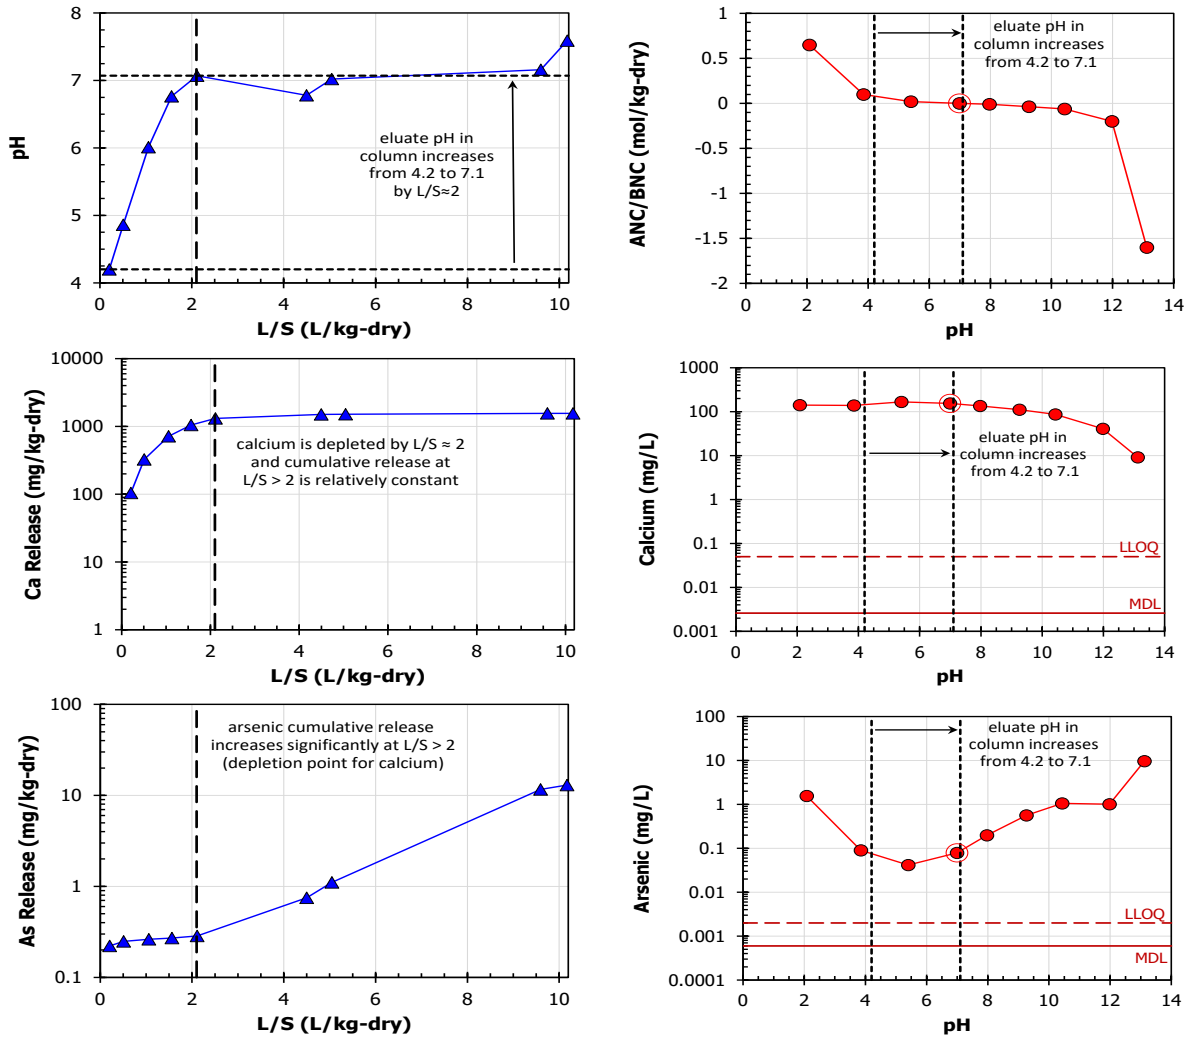 8
7
6
5
4
pH
eluate pH in
column increases
from 4.2 to 7.1
by L/S≈2
0
2
4
6
8
10
L/S (L/kg-dry)
1
0.5
0
-0.5
-1
-1.5
-2
ANC/BNC (mol/kg-dry)
eluate pH in
column increases
from 4.2 to 7.1
0
2
4
6
8
10
12
14
pH
10000
1000
100
10
1
Ca Release (mg/kg-dry)
calcium is depleted by L/S ≈ 2
and cumulative release at
L/S > 2 is relatively constant
0
2
4
6
8
10
L/S (L/kg-dry)
1000
100
10
1
0.1
0.01
0.001
Calcium (mg/L)
eluate pH in
column increases
from 4.2 to 7.1
LLOQ
MDL
0
2
4
6
8
10
12
14
pH
100
10
1
0.1
As Release (mg/kg-dry)
arsenic cumulative release
increases significantly at L/S > 2
(depletion point for calcium)
0
2
4
6
8
10
L/S (L/kg-dry)
100
10
1
0.1
0.01
0.001
0.0001
Arsenic (mg/L)
eluate pH in
column increases
from 4.2 to 7.1
LLOQ
MDL
0
2
4
6
8
10
12
14
pH